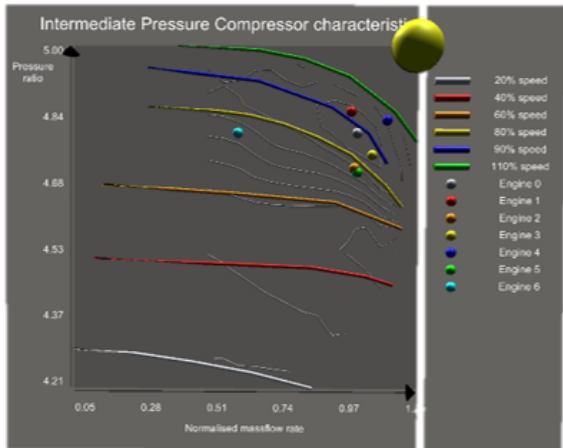 Intermediate Pressure Compressor characteristi
5.00
Pressure
ratio
4.84
4.68
4.53
4.37
4.21
0.05 0.28 0.51 0.74 0.97
Normalised massflow rate
20% speed
40% speed
60% speed
80% speed
90% speed
110% speed
Engine 0
Engine 1
Engine 2
Engine 3
Engine 4
Engine 5
Engine 6